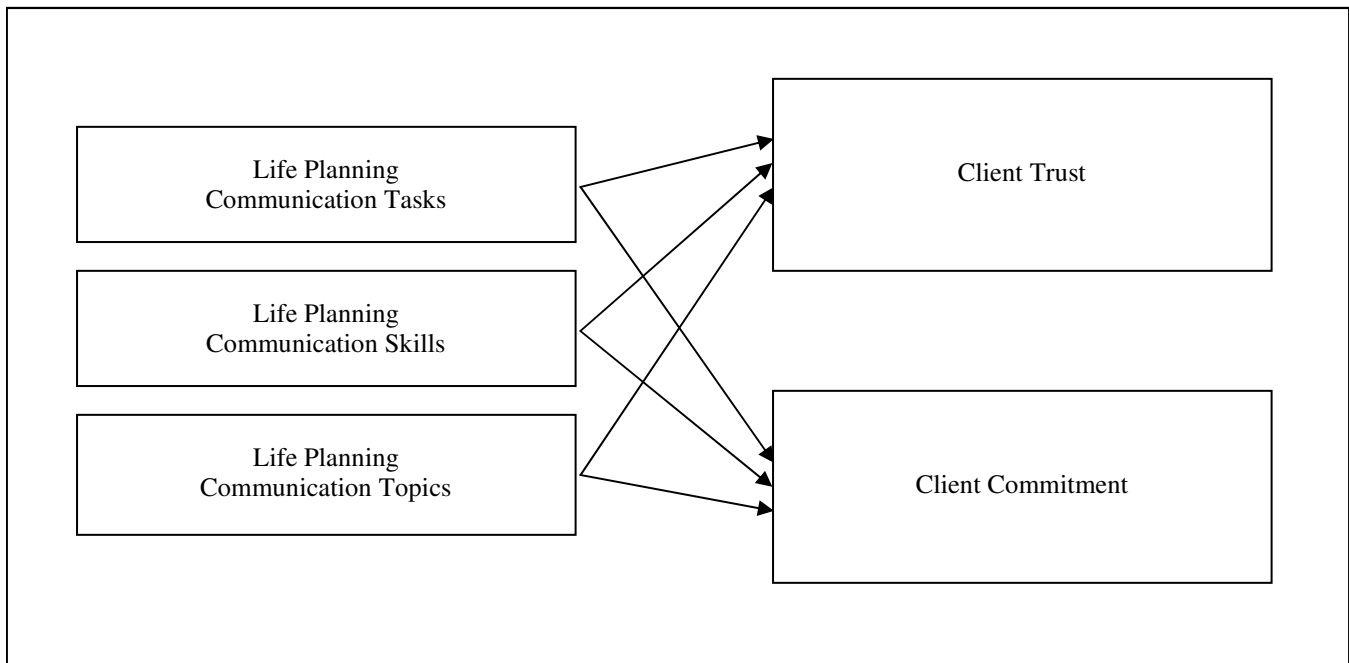 Life Planning
Communication Tasks
Life Planning
Communication Skills
Life Planning
Communication Topics
Client Trust
Client Commitment